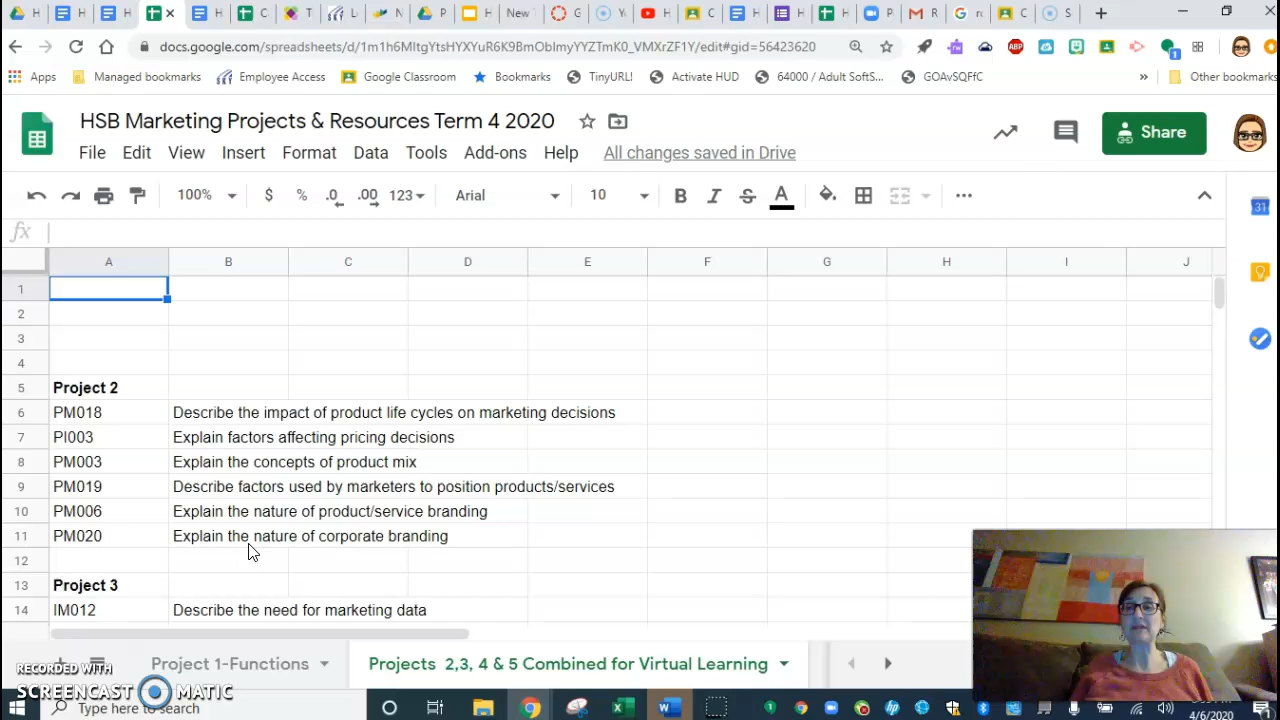 docs.google.com/spreadsheets/d/1m1h6MltgYtsHYXYuR6K9BmOblmyYYZTmK0_VMXrZF1Y/edit#gid=56423620
Apps Managed bookmarks Employee Access Google Classro... Bookmarks TinyURL! Activate HUD 64000 / Adult SoftS... GOAvSQFfC » Other bookmarks
HSB Marketing Projects & Resources Term 4 2020
Share
File Edit View Insert Format Data Tools Add-ons Help All changes saved in Drive
100% $ % .0 .00 123 Arial 10 B I S A
fx
A B C D E F G H I J
1
2
3
4
5 Project 2
6 PM018 Describe the impact of product life cycles on marketing decisions
7 PI003 Explain factors affecting pricing decisions
8 PM003 Explain the concepts of product mix
9 PM019 Describe factors used by marketers to position products/services
10 PM006 Explain the nature of product/service branding
11 PM020 Explain the nature of corporate branding
12
13 Project 3
14 IM012 Describe the need for marketing data
Project 1-Functions Projects 2,3, 4 & 5 Combined for Virtual Learning
RECORDED WITH
SCREENCAST MATIC
Type here to search
4/6/2020